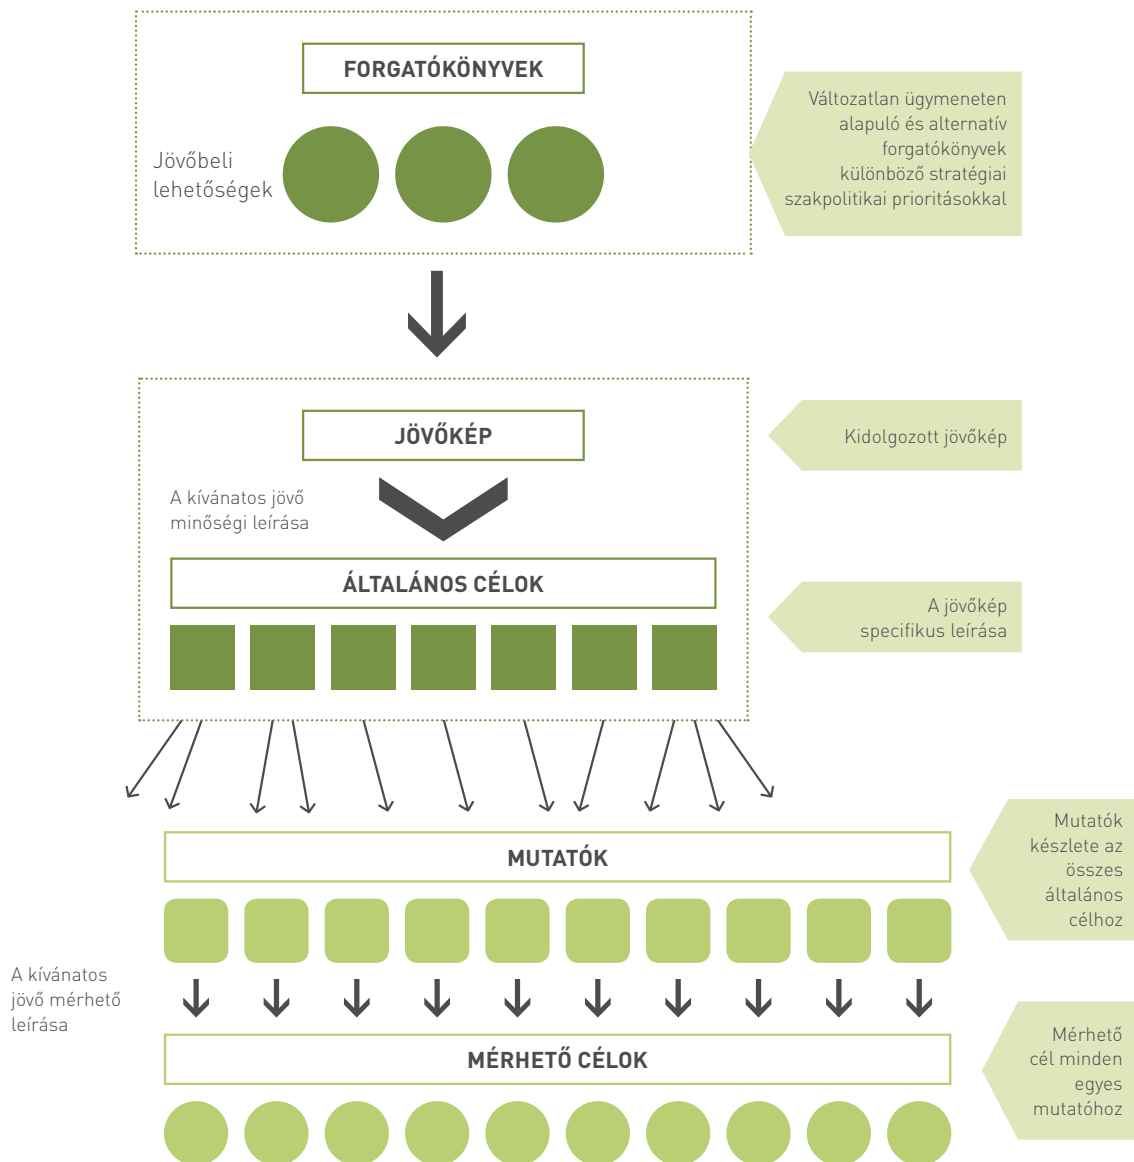 FORGATÓKÖNYVEK
Jövőbeli
lehetőségek
Változatlan ügymeneten
alapuló és alternatív
forgatókönyvek
különböző stratégiai
szakpolitikai prioritásokkal
JÖVŐKÉP
Kidolgozott jövőkép
A kívánatos jövő
minőségi leírása
ÁLTALÁNOS CÉLOK
A jövőkép
specifikus leírása
MUTATÓK
Mutatók
készlete az
összes
általános
célhoz
A kívánatos
jövő mérhető
leírása
MÉRHETŐ CÉLOK
Mérhető
cél minden
egyes
mutatóhoz